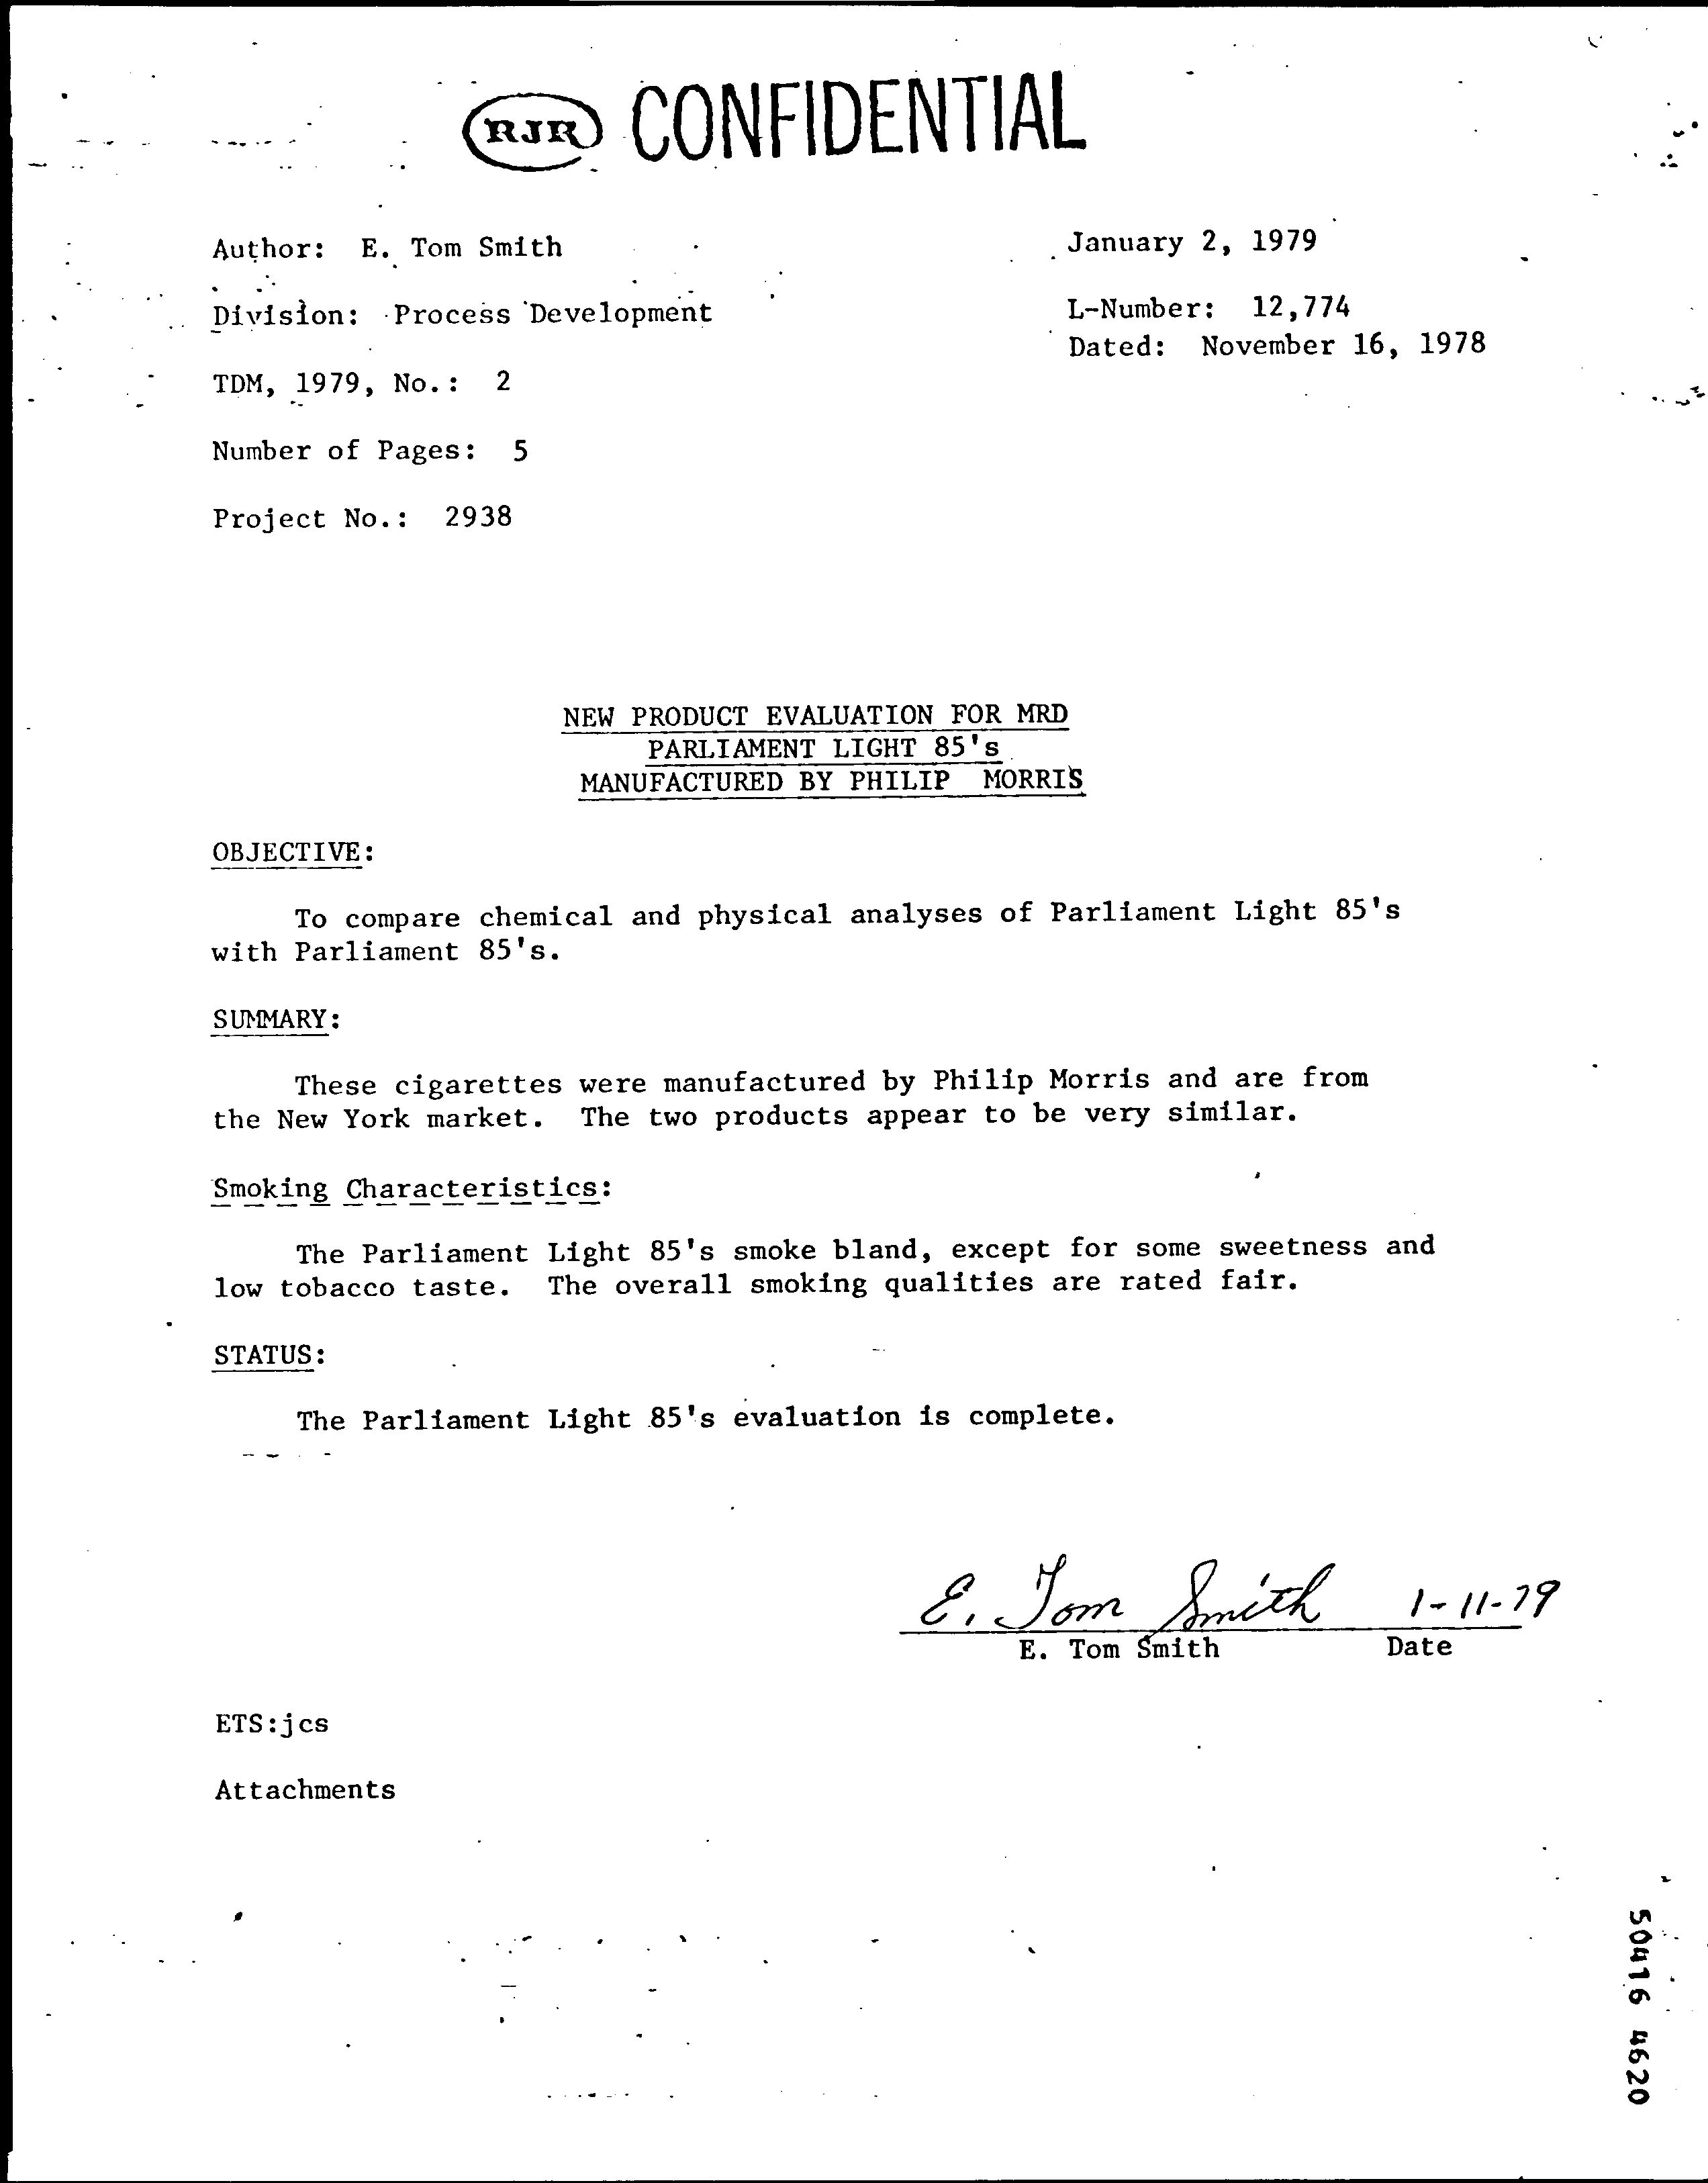 RJR CONFIDENTIAL
Author: E. Tom Smith
January 2, 1979
Division: Process Development
L-Number: 12,774
Dated: November 16, 1978
TDM, 1979, No.: 2
Number of Pages: 5
Project No.: 2938
NEW PRODUCT EVALUATION FOR MRD
PARLIAMENT LIGHT 85's
MANUFACTURED BY PHILIP MORRIS
OBJECTIVE:
To compare chemical and physical analyses of Parliament Light 85's
with Parliament 85's.
SUMMARY:
These cigarettes were manufactured by Philip Morris and are from
the New York market. The two products appear to be very similar.
Smoking Characteristics:
The Parliament Light 85's smoke bland, except for some sweetness and
low tobacco taste. The overall smoking qualities are rated fair.
STATUS:
The Parliament Light 85's evaluation is complete.
E. Tom Smith 1-11-79
E. Tom Smith Date
ETS:jcs
Attachments
50416 4620